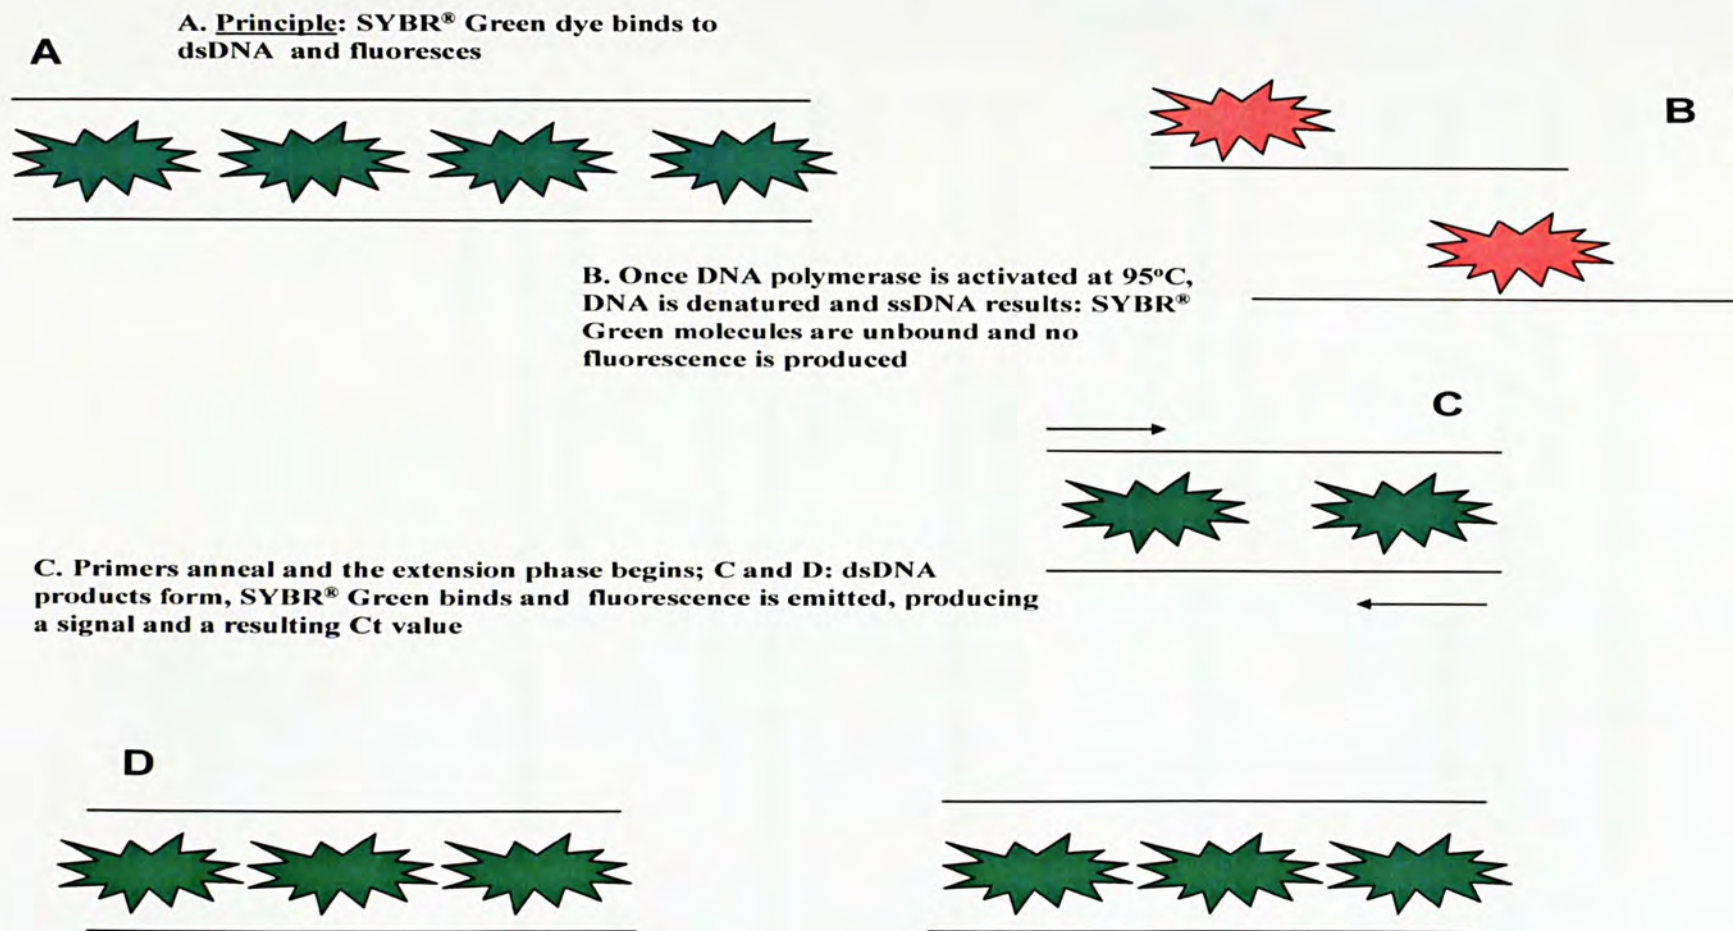 A. Principle: SYBR® Green dye binds to
dsDNA and fluoresces
A
B
B. Once DNA polymerase is activated at 95°C,
DNA is denatured and ssDNA results: SYBR®
Green molecules are unbound and no
fluorescence is produced
C
C. Primers anneal and the extension phase begins; C and D: dsDNA
products form, SYBR® Green binds and fluorescence is emitted, producing
a signal and a resulting Ct value
D